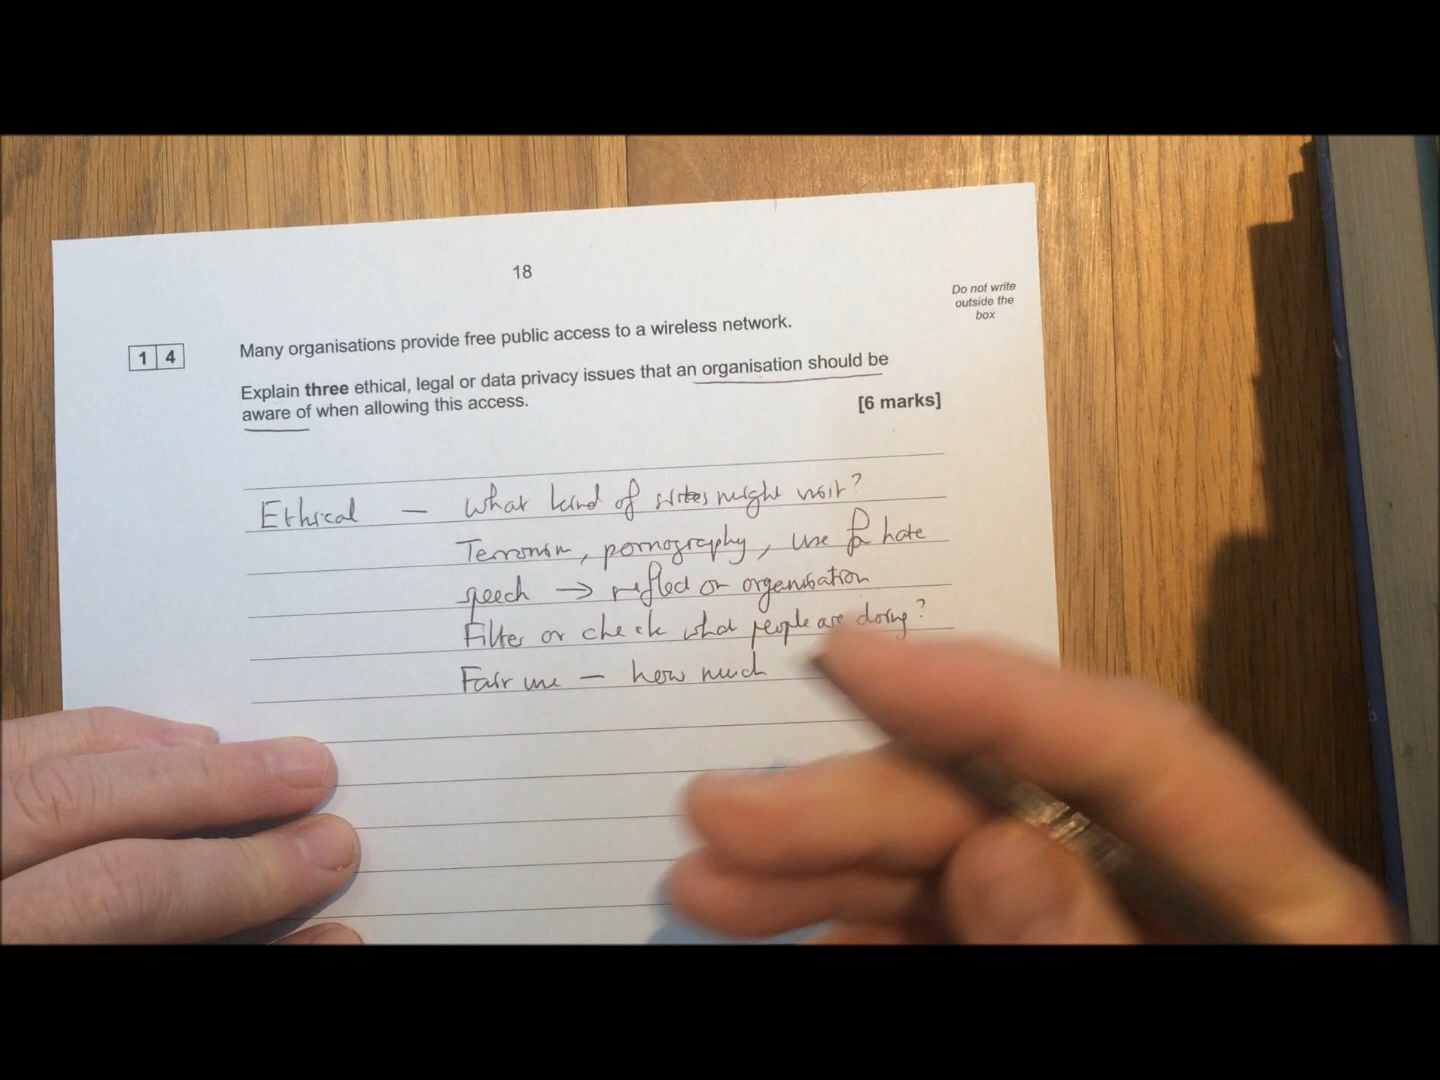 18
Do not write
outside the
box
1 4
Many organisations provide free public access to a wireless network.
Explain three ethical, legal or data privacy issues that an organisation should be
aware of when allowing this access.
[6 marks]
Ethical — what kind of sites might visit?
Terrorism, pornography, use for hate
speech → reflect on organisation
Filter or check what people are doing?
Fair use — how much